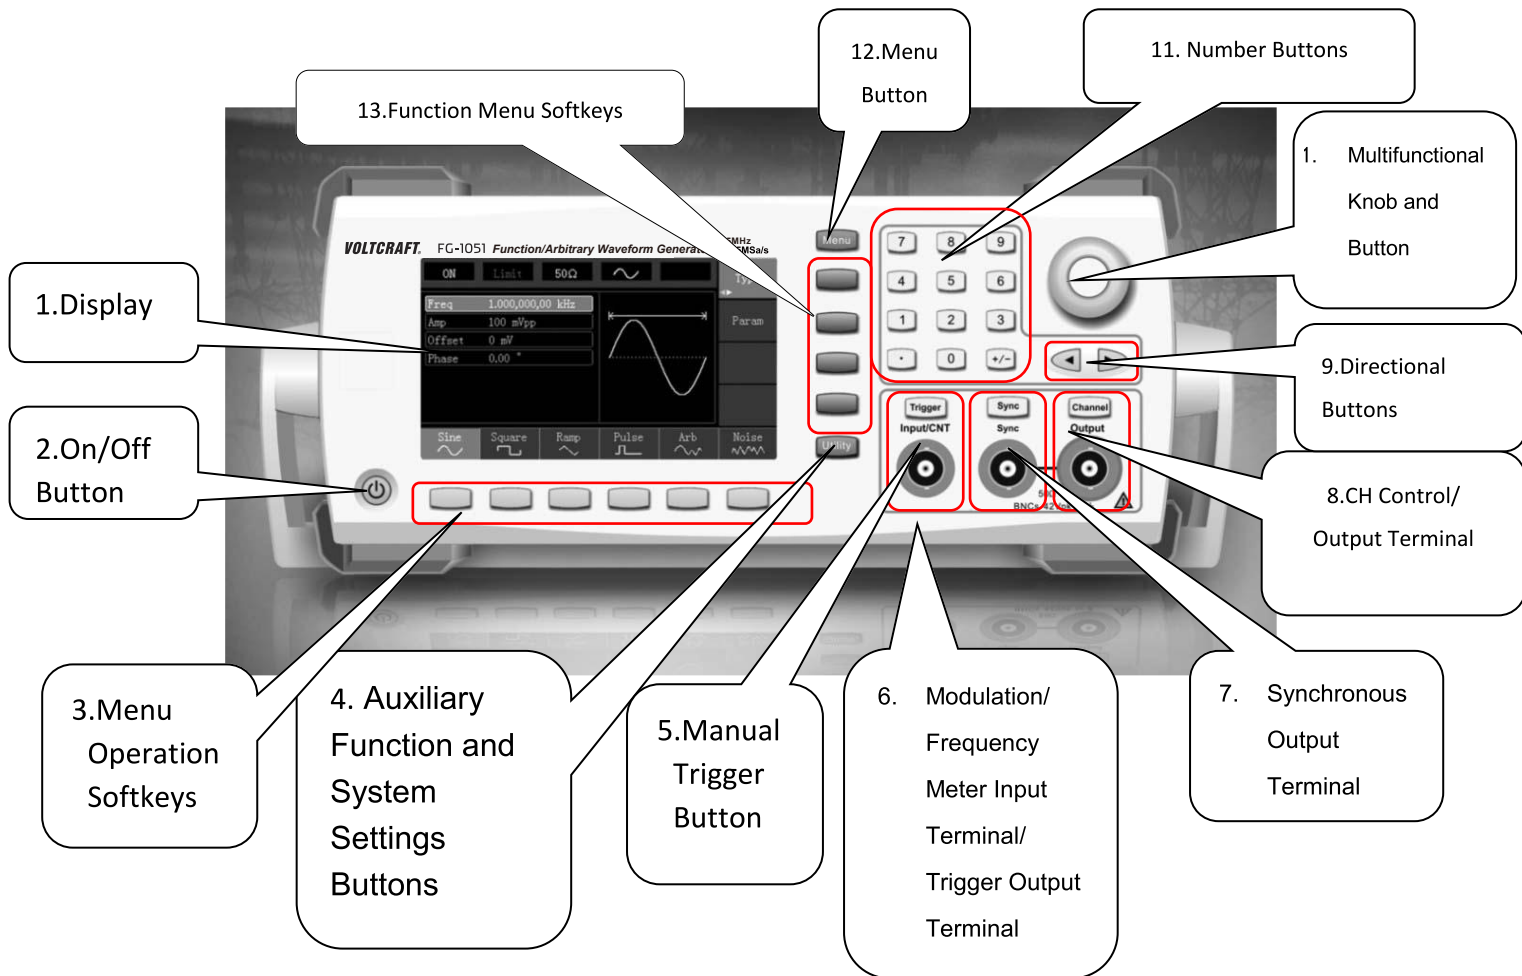 12.Menu
Button
11. Number Buttons
13.Function Menu Softkeys
1. Multifunctional
Knob and
Button
VOLTCRAFT. FG-1051 Function/Arbitrary Waveform
MHz
MSa/s
Menu
7 8 9
4 5 6
1 2 3
. 0 +/-
ON Limit 50Ω
Freq 1.000,000,00 kHz
Amp 100 mVpp
Offset 0 mV
Phase 0.00 °
Param
Sine Square Ramp Pulse Arb Noise
Utility
Trigger Sync Channel
Input/CNT Sync Output
BNCs
1.Display
2.On/Off
Button
9.Directional
Buttons
8.CH Control/
Output Terminal
3.Menu
Operation
Softkeys
4. Auxiliary
Function and
System
Settings
Buttons
5.Manual
Trigger
Button
6. Modulation/
Frequency
Meter Input
Terminal/
Trigger Output
Terminal
7. Synchronous
Output
Terminal